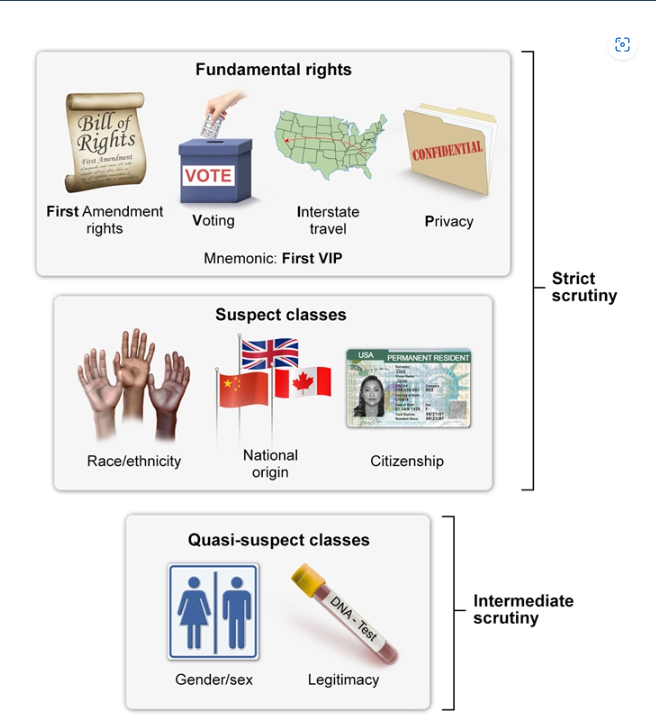 Fundamental rights
Bill of
Rights
First Amendment
VOTE
CONFIDENTIAL
First Amendment
rights
Voting
Interstate
travel
Privacy
Mnemonic: First VIP
Strict
scrutiny
Suspect classes
USA PERMANENT RESIDENT
Race/ethnicity
National
origin
Citizenship
Quasi-suspect classes
DNA - Test
Gender/sex
Legitimacy
Intermediate
scrutiny